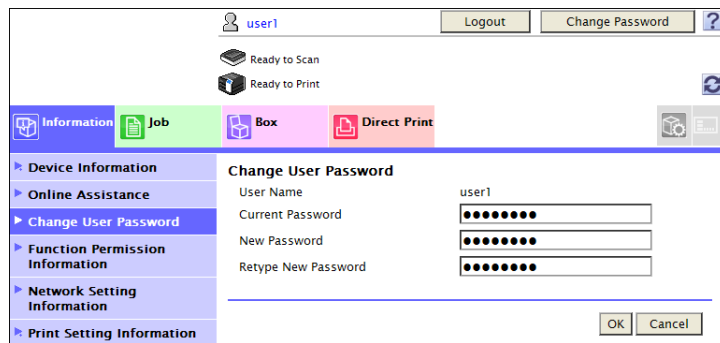 user1
Logout
Change Password
?
Ready to Scan
Ready to Print
Information
Job
Box
Direct Print
Device Information
Online Assistance
Change User Password
Function Permission
Information
Network Setting
Information
Print Setting Information
Change User Password
User Name user1
Current Password ●●●●●●●●
New Password ●●●●●●●●
Retype New Password ●●●●●●●●
OK Cancel